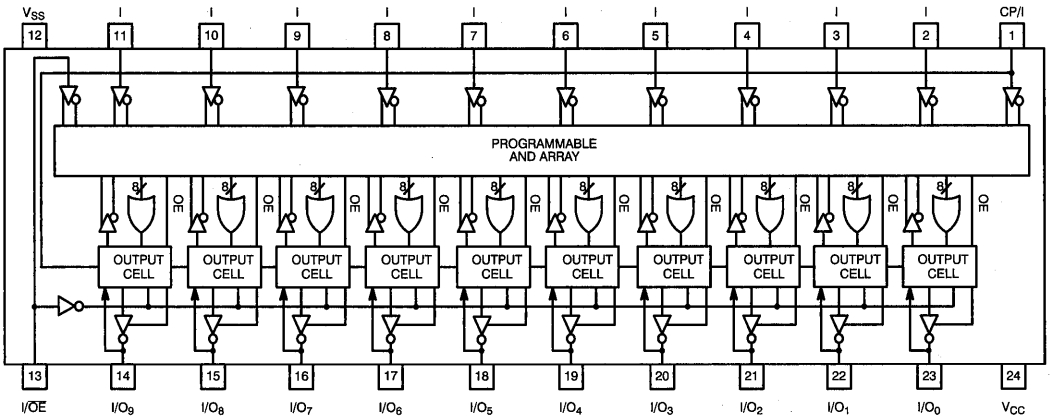 VSS I I I I I I I I I I CP/I
12 11 10 9 8 7 6 5 4 3 2 1
PROGRAMMABLE
AND ARRAY
8 8 8 8 8 8 8 8 8 8
OE OE OE OE OE OE OE OE OE OE
OUTPUT OUTPUT OUTPUT OUTPUT OUTPUT OUTPUT OUTPUT OUTPUT OUTPUT OUTPUT
CELL CELL CELL CELL CELL CELL CELL CELL CELL CELL
13 14 15 16 17 18 19 20 21 22 23 24
I/OE I/O9 I/O8 I/O7 I/O6 I/O5 I/O4 I/O3 I/O2 I/O1 I/O0 VCC